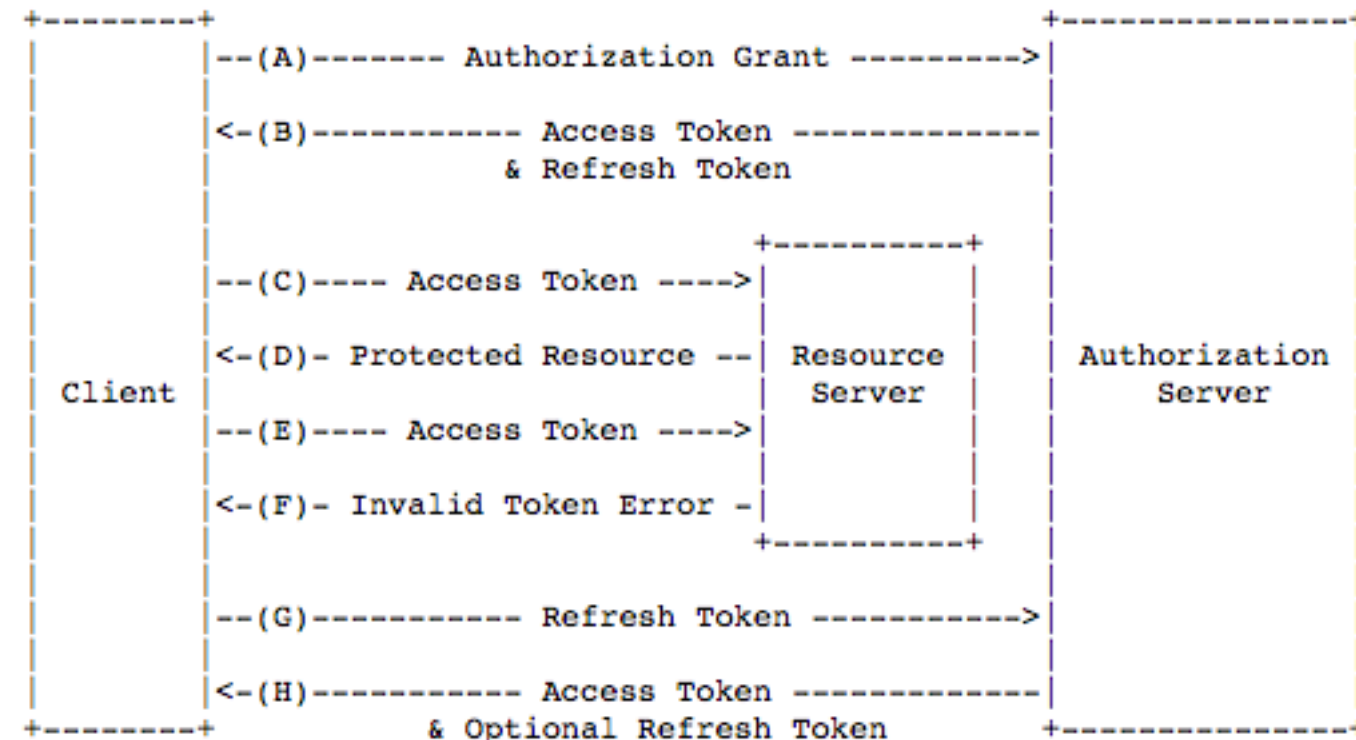 +--------+                                           +---------------+
|        |--(A)------- Authorization Grant --------->|               |
|        |                                           |               |
|        |<-(B)----------- Access Token -------------|               |
|        |               & Refresh Token             |               |
|        |                                           |               |
|        |                            +----------+   |               |
|        |--(C)---- Access Token ---->|          |   |               |
|        |                            |          |   |               |
|        |<-(D)- Protected Resource --| Resource |   | Authorization |
| Client |                            |  Server  |   |     Server    |
|        |--(E)---- Access Token ---->|          |   |               |
|        |                            |          |   |               |
|        |<-(F)- Invalid Token Error -|          |   |               |
|        |                            +----------+   |               |
|        |                                           |               |
|        |--(G)----------- Refresh Token ----------->|               |
|        |                                           |               |
|        |<-(H)----------- Access Token -------------|               |
+--------+           & Optional Refresh Token        +---------------+